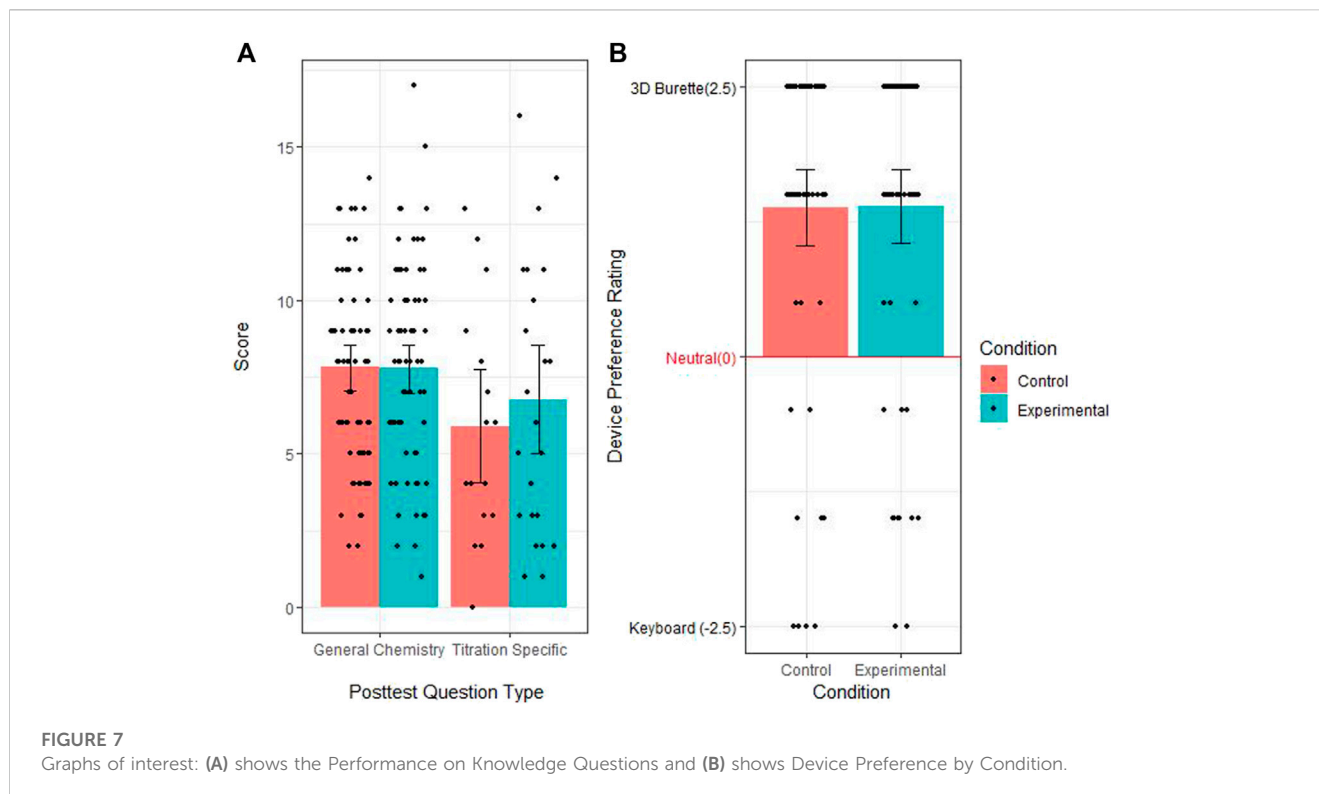 A
Score
15
10
5
0
General Chemistry Titration Specific
Posttest Question Type
B
Device Preference Rating
3D Burette(2.5)
Neutral(0)
Keyboard (-2.5)
Control Experimental
Condition
Condition
Control
Experimental
FIGURE 7
Graphs of interest: (A) shows the Performance on Knowledge Questions and (B) shows Device Preference by Condition.